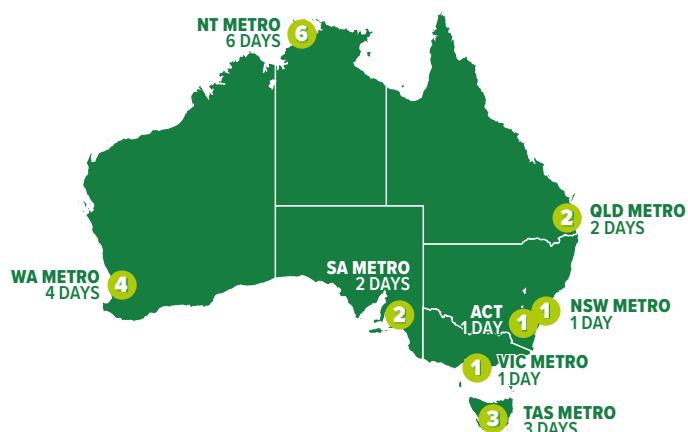 NT METRO
6 DAYS
6
2
QLD METRO
2 DAYS
WA METRO
4 DAYS
4
SA METRO
2 DAYS
2
ACT
1 DAY
1
1
NSW METRO
1 DAY
1
VIC METRO
1 DAY
3
TAS METRO
3 DAYS